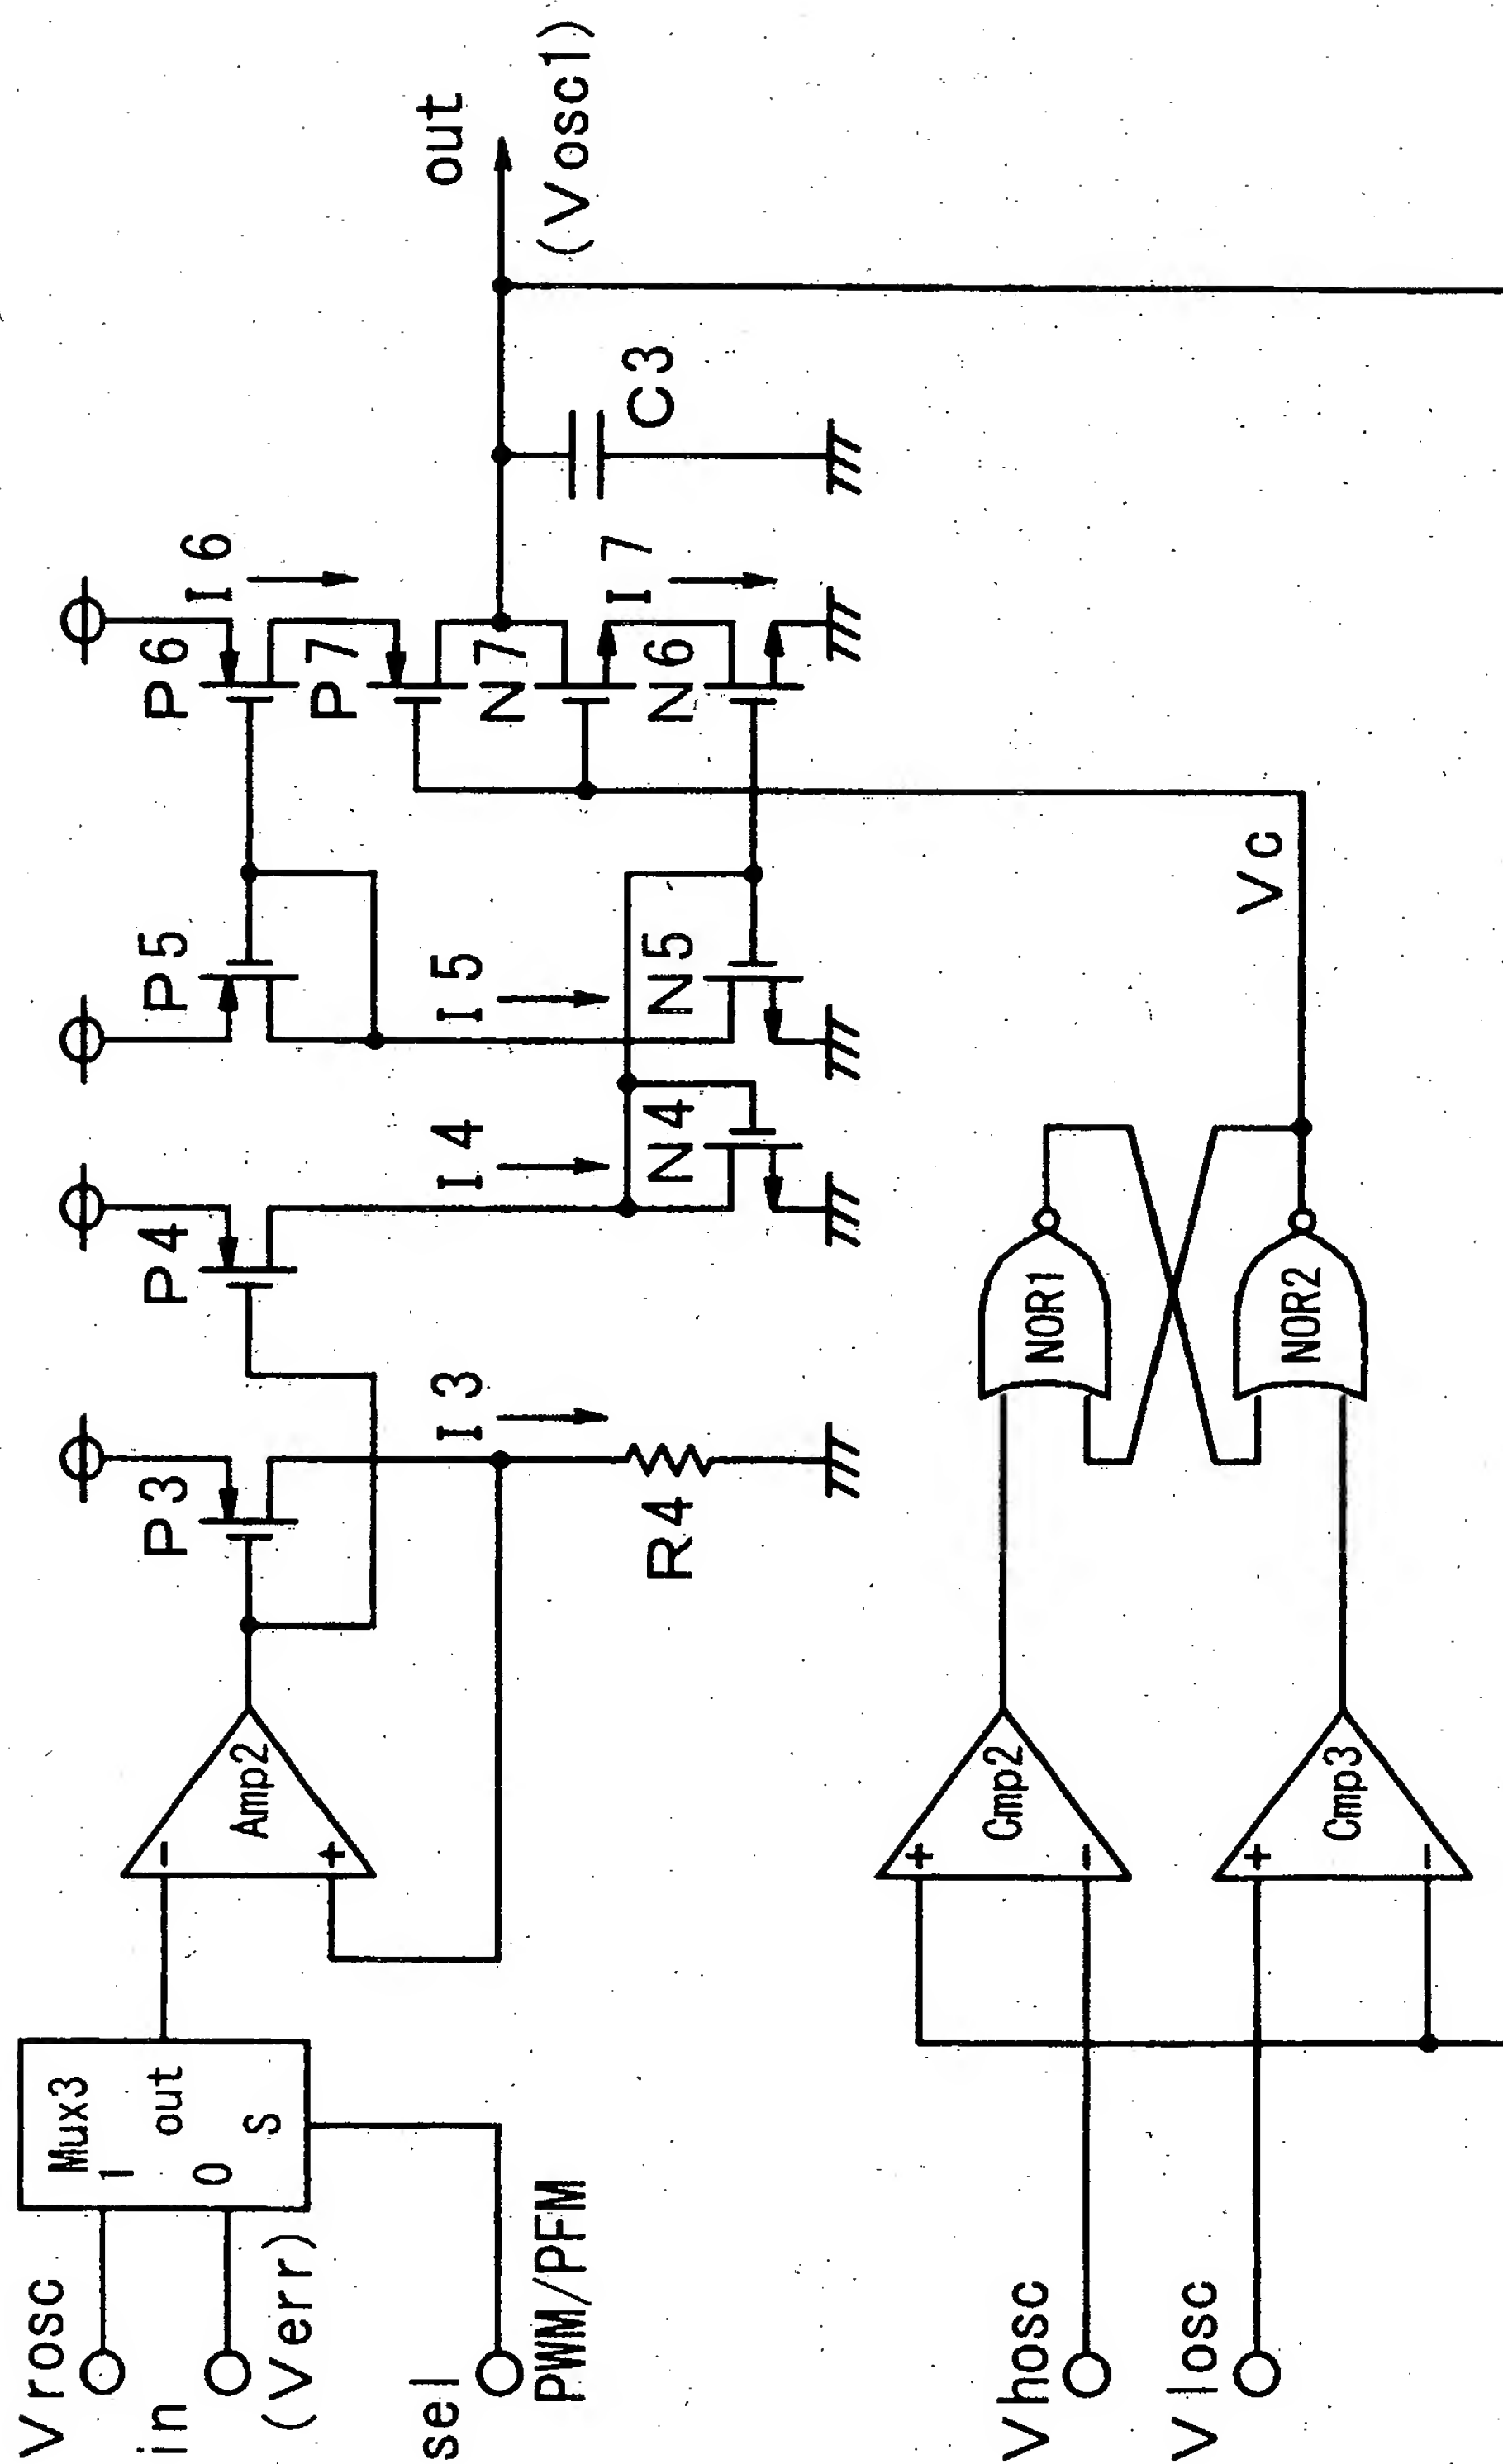 Vrosc
in
(Verr)
sel
PWM/PFM
Mux3
1
out
0
S
Amp2
P3
I3
R4
P4
I4
N4
P5
I5
N5
P6
I6
P7
N7
I7
N6
C3
out
(Vosc1)
Vhosc
Vlosc
Cmp2
Cmp3
NOR1
NOR2
Vc
+
-
+
-
+
-